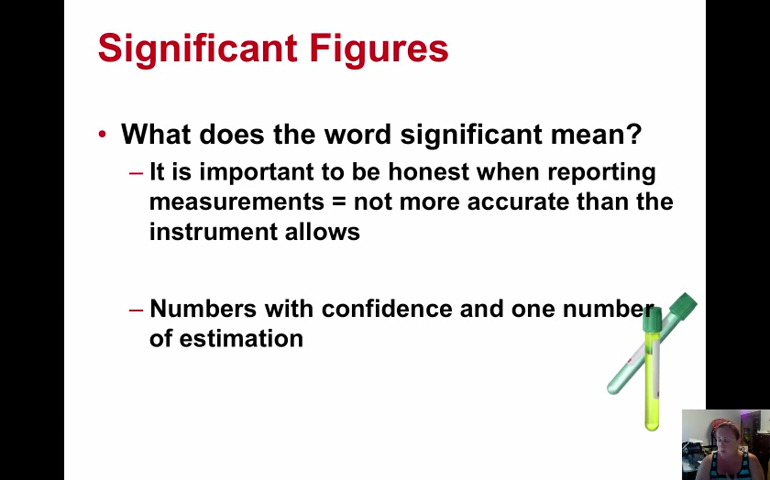 Significant Figures
• What does the word significant mean?
– It is important to be honest when reporting
measurements = not more accurate than the
instrument allows
– Numbers with confidence and one number
of estimation